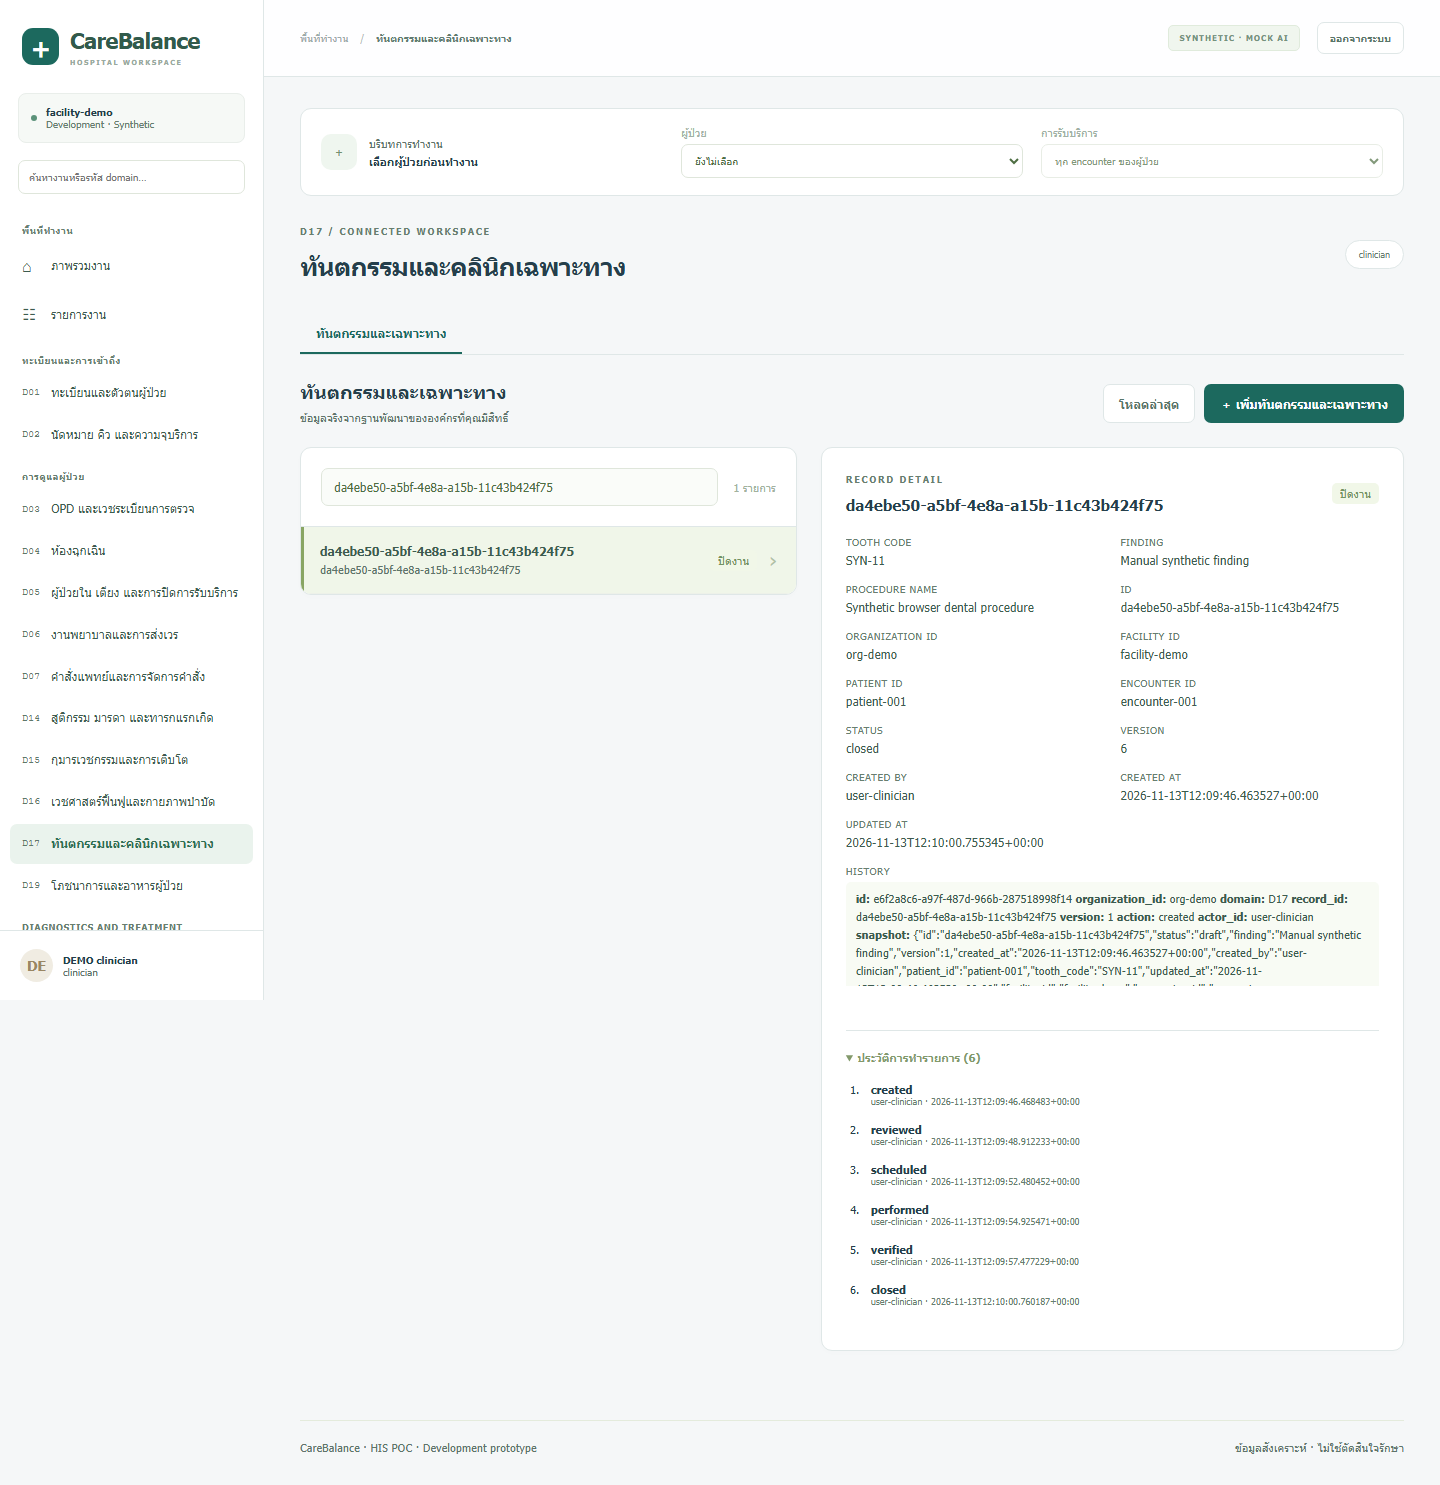 CareBalance
HOSPITAL WORKSPACE
facility-demo
Development · Synthetic
ค้นหางานหรือรหัส domain...
พื้นที่ทำงาน
ภาพรวมงาน
รายการงาน
ทะเบียนและการเข้าถึง
D01 ทะเบียนและตัวตนผู้ป่วย
D02 นัดหมาย คิว และความจุบริการ
การดูแลผู้ป่วย
D03 OPD และเวชระเบียนการตรวจ
D04 ห้องฉุกเฉิน
D05 ผู้ป่วยใน เตียง และการปิดการรับบริการ
D06 งานพยาบาลและการส่งเวร
D07 คำสั่งแพทย์และการจัดการคำสั่ง
D14 สูติกรรม มารดา และทารกแรกเกิด
D15 กุมารเวชกรรมและการเติบโต
D16 เวชศาสตร์ฟื้นฟูและกายภาพบำบัด
D17 ทันตกรรมและคลินิกเฉพาะทาง
D19 โภชนาการและอาหารผู้ป่วย
DIAGNOSTICS AND TREATMENT
DE
DEMO clinician
clinician
พื้นที่ทำงาน / ทันตกรรมและคลินิกเฉพาะทาง
SYNTHETIC · MOCK AI
ออกจากระบบ
+
บริบทการทำงาน
เลือกผู้ป่วยก่อนทำงาน
ผู้ป่วย
ยังไม่เลือก
การรับบริการ
ทุก encounter ของผู้ป่วย
D17 / CONNECTED WORKSPACE
ทันตกรรมและคลินิกเฉพาะทาง
clinician
ทันตกรรมและเฉพาะทาง
ทันตกรรมและเฉพาะทาง
ข้อมูลจริงจากฐานพัฒนาขององค์กรที่คุณมีสิทธิ์
โหลดล่าสุด
+ เพิ่มทันตกรรมและเฉพาะทาง
da4ebe50-a5bf-4e8a-a15b-11c43b424f75
1 รายการ
da4ebe50-a5bf-4e8a-a15b-11c43b424f75
da4ebe50-a5bf-4e8a-a15b-11c43b424f75
ปิดงาน
RECORD DETAIL
da4ebe50-a5bf-4e8a-a15b-11c43b424f75
ปิดงาน
TOOTH CODE
SYN-11
FINDING
Manual synthetic finding
PROCEDURE NAME
Synthetic browser dental procedure
ID
da4ebe50-a5bf-4e8a-a15b-11c43b424f75
ORGANIZATION ID
org-demo
FACILITY ID
facility-demo
PATIENT ID
patient-001
ENCOUNTER ID
encounter-001
STATUS
closed
VERSION
6
CREATED BY
user-clinician
CREATED AT
2026-11-13T12:09:46.463527+00:00
UPDATED AT
2026-11-13T12:10:00.755345+00:00
HISTORY
id: e6f2a8c6-a97f-487d-966b-287518998f14 organization_id: org-demo domain: D17 record_id:
da4ebe50-a5bf-4e8a-a15b-11c43b424f75 version: 1 action: created actor_id: user-clinician
snapshot: {"id":"da4ebe50-a5bf-4e8a-a15b-11c43b424f75","status":"draft","finding":"Manual synthetic
finding","version":1,"created_at":"2026-11-13T12:09:46.463527+00:00","created_by":"user-
clinician","patient_id":"patient-001","tooth_code":"SYN-11","updated_at":"2026-11-
▼ ประวัติการทำรายการ (6)
1. created
user-clinician · 2026-11-13T12:09:46.468483+00:00
2. reviewed
user-clinician · 2026-11-13T12:09:48.912233+00:00
3. scheduled
user-clinician · 2026-11-13T12:09:52.480452+00:00
4. performed
user-clinician · 2026-11-13T12:09:54.925471+00:00
5. verified
user-clinician · 2026-11-13T12:09:57.477229+00:00
6. closed
user-clinician · 2026-11-13T12:10:00.760187+00:00
CareBalance · HIS POC · Development prototype
ข้อมูลสังเคราะห์ · ไม่ใช้ตัดสินใจรักษา